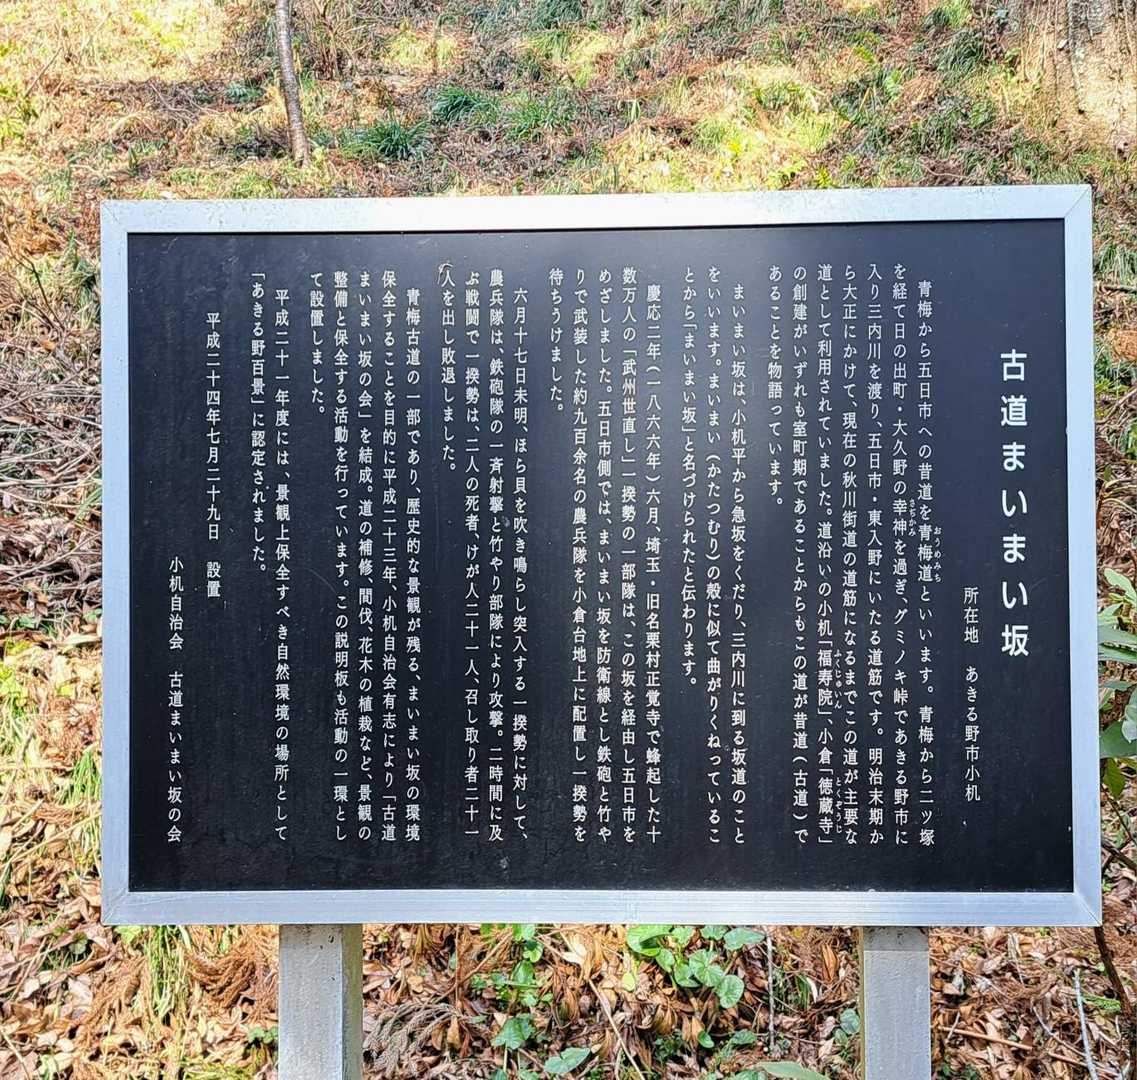 古道まいまい坂
所在地　あきる野市小机
青梅から五日市への昔道を青梅道といいます。青梅から二ツ塚
おうめみち
を経て日の出町・大久野の幸神を過ぎ、グミノキ峠であきる野市に
さちかみ
入り三内川を渡り、五日市・東入野にいたる道筋です。明治末期か
ら大正にかけて、現在の秋川街道の道筋になるまでこの道が主要な
道として利用されていました。道沿いの小机「福寿院」、小倉「徳蔵寺」
ふくじゅいん
とくぞうじ
の創建がいずれも室町期であることからもこの道が昔道（古道）で
あることを物語っています。
まいまい坂は、小机平から急坂をくだり、三内川に到る坂道のこと
をいいます。まいまい（かたつむり）の殻に似て曲がりくねっているこ
とから「まいまい坂」と名づけられたと伝わります。
慶応二年（一八六六年）六月、埼玉・旧名栗村正覚寺で蜂起した十
数万人の「武州世直し」一揆勢の一部隊は、この坂を経由し五日市を
めざしました。五日市側では、まいまい坂を防衛線とし鉄砲と竹や
りで武装した約九百余名の農兵隊を小倉台地上に配置し一揆勢を
待ちうけました。
六月十七日未明、ほら貝を吹き鳴らし突入する一揆勢に対して、
農兵隊は、鉄砲隊の一斉射撃と竹やり部隊により攻撃。二時間に及
ぶ戦闘で一揆勢は、二人の死者、けが人二十一人、召し取り者二十一
人を出し敗退しました。
青梅古道の一部であり、歴史的な景観が残る、まいまい坂の環境
保全することを目的に平成二十三年、小机自治会有志により「古道
まいまい坂の会」を結成。道の補修、間伐、花木の植栽など、景観の
整備と保全する活動を行っています。この説明板も活動の一環とし
て設置しました。
平成二十一年度には、景観上保全すべき自然環境の場所として
「あきる野百景」に認定されました。
平成二十四年七月二十九日　設置
小机自治会　古道まいまい坂の会